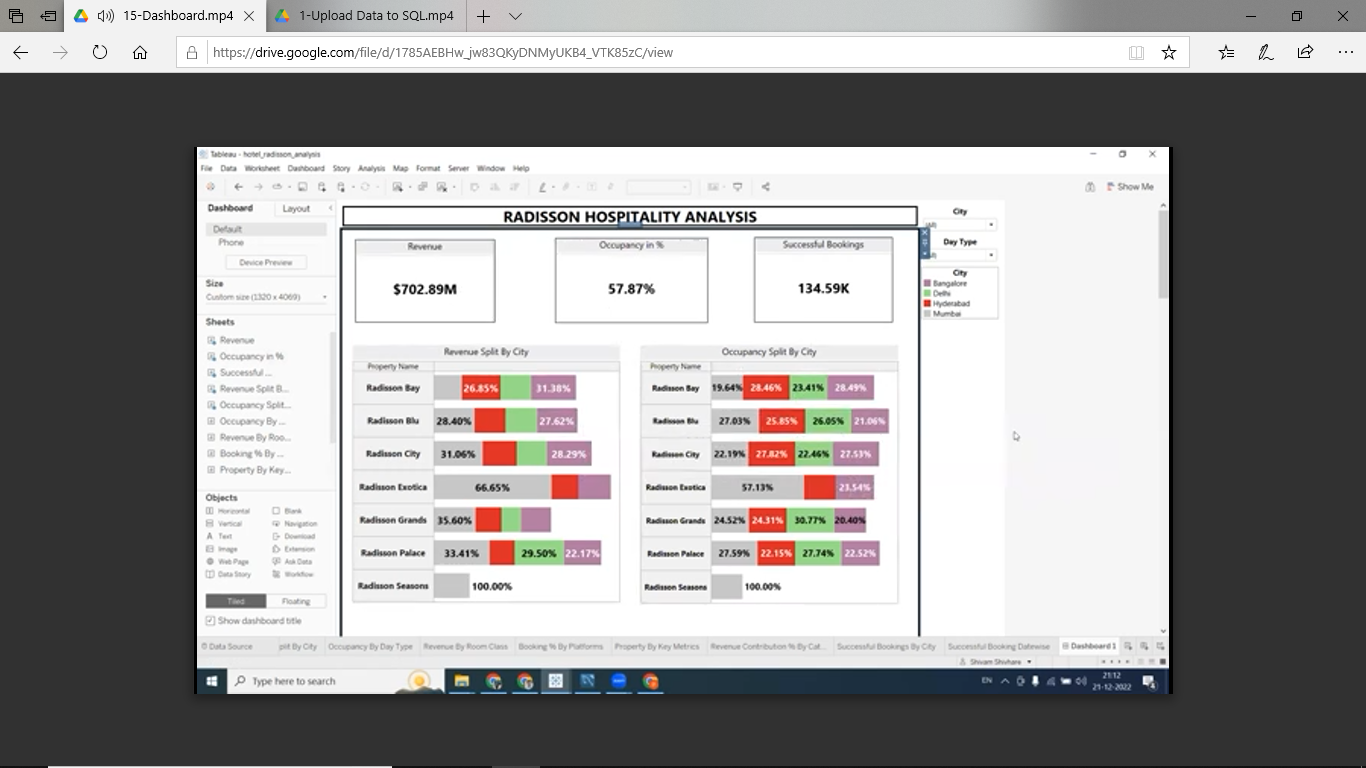 15-Dashboard.mp4
1-Upload Data to SQL.mp4
https://drive.google.com/file/d/1785AEBHw_jw83QKyDNMyUKB4_VTK85zC/view
Tableau - hotel_radisson_analysis
File Data Worksheet Dashboard Story Analysis Map Format Server Window Help
Show Me
Dashboard Layout
Default
Phone
Device Preview
Size
Custom size (1320 x 4069)
Sheets
Revenue
Occupancy in %
Successful ...
Revenue Split B...
Occupancy Split...
Occupancy By ...
Revenue By Roo...
Booking % By ...
Property By Key...
Objects
Horizontal Blank
Vertical Navigation
Text Download
Image Extension
Web Page Ask Data
Data Story Workflow
Tiled Floating
Show dashboard title
RADISSON HOSPITALITY ANALYSIS
Revenue
$702.89M
Occupancy in %
57.87%
Successful Bookings
134.59K
City
Day Type
City
Bangalore
Delhi
Hyderabad
Mumbai
Revenue Split By City
Property Name
Radisson Bay 26.85% 31.38%
Radisson Blu 28.40% 27.62%
Radisson City 31.06% 28.29%
Radisson Exotica 66.65%
Radisson Grands 35.60%
Radisson Palace 33.41% 29.50% 22.17%
Radisson Seasons 100.00%
Occupancy Split By City
Property Name
Radisson Bay 19.64% 28.46% 23.41% 28.49%
Radisson Blu 27.03% 25.85% 26.05% 21.06%
Radisson City 22.19% 27.82% 22.46% 27.53%
Radisson Exotica 57.13% 23.54%
Radisson Grands 24.52% 24.31% 30.77% 20.40%
Radisson Palace 27.59% 22.15% 27.74% 22.52%
Radisson Seasons 100.00%
Data Source plit By City Occupancy By Day Type Revenue By Room Class Booking % By Platforms Property By Key Metrics Revenue Contribution % By Cat... Successful Bookings By City Successful Booking Datewise Dashboard 1
Shivam Shivhare
Type here to search
EN
21:12
21-12-2022